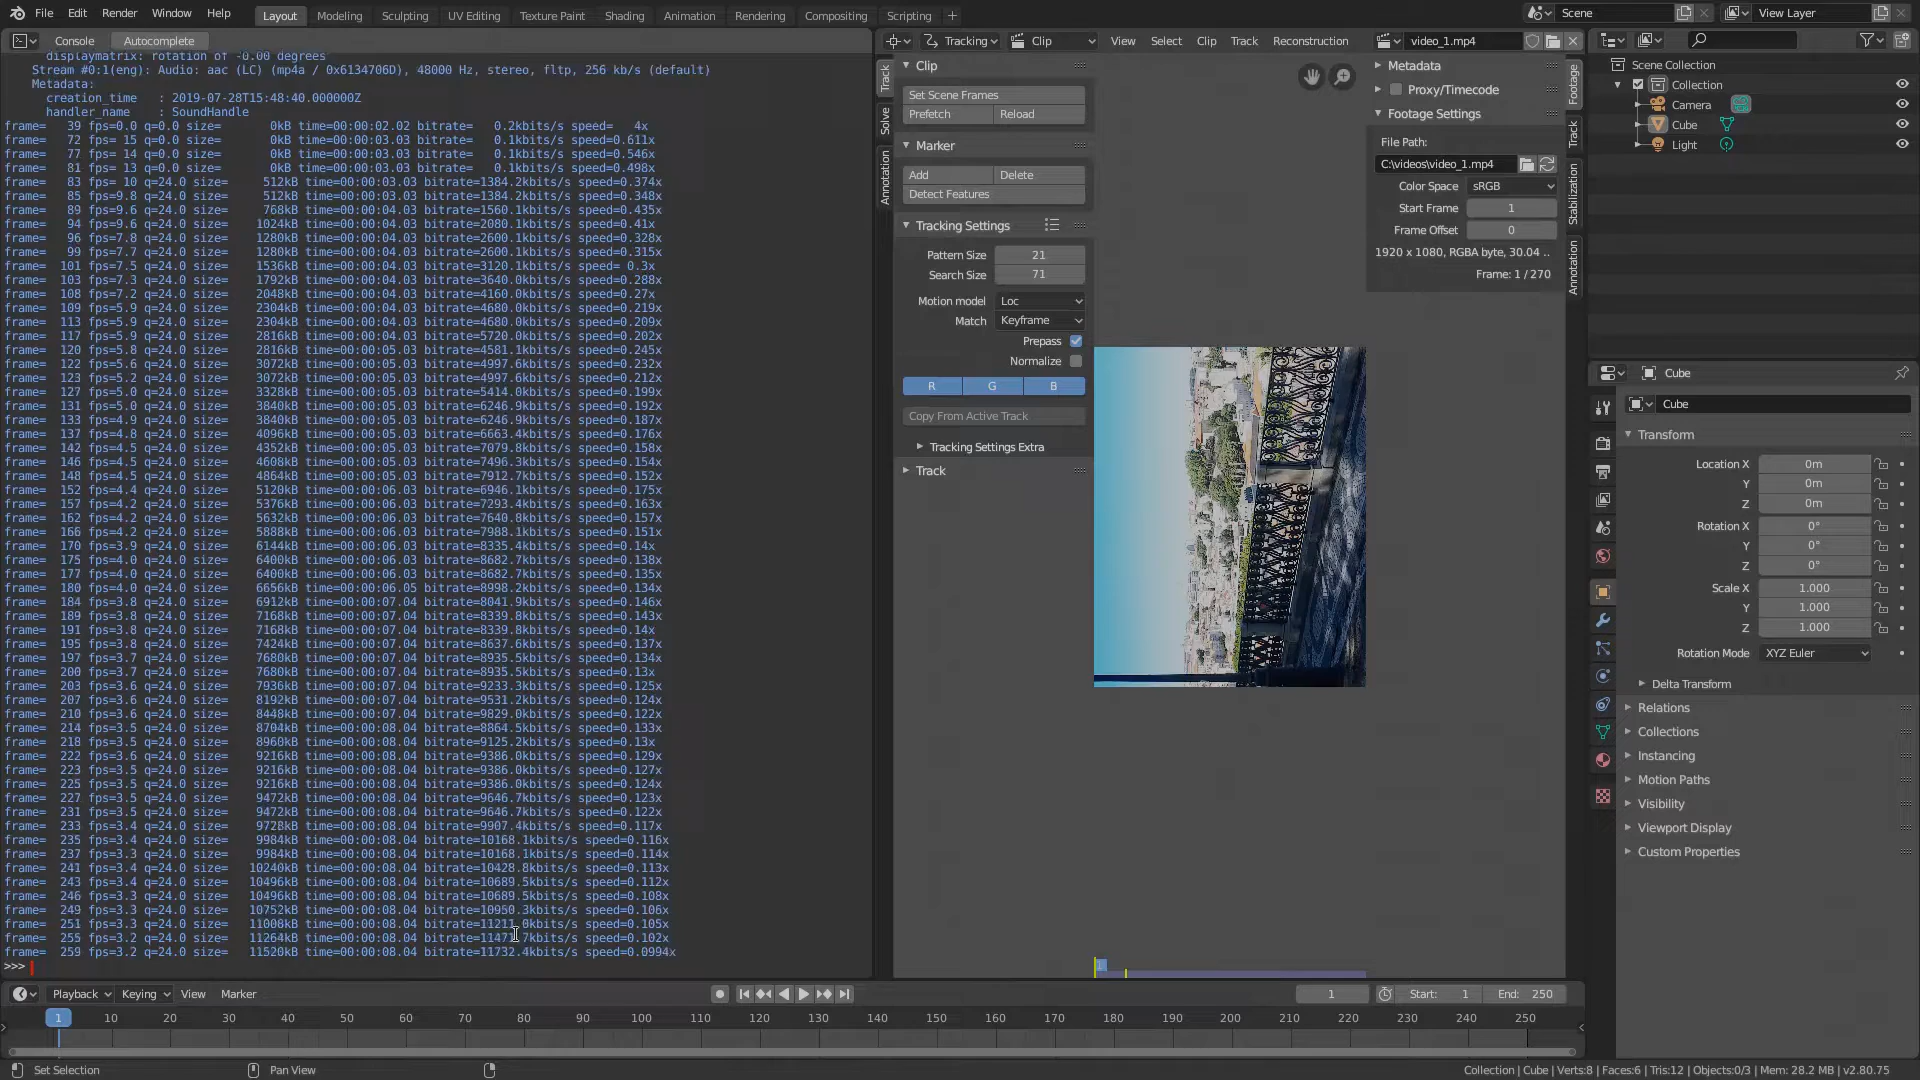 File Edit Render Window Help Layout Modeling Sculpting UV Editing Texture Paint Shading Animation Rendering Compositing Scripting + Scene View Layer
Console Autocomplete
displaymatrix: rotation of -0.00 degrees
Stream #0:1(eng): Audio: aac (LC) (mp4a / 0x6134706D), 48000 Hz, stereo, fltp, 256 kb/s (default)
Metadata:
creation_time : 2019-07-28T15:48:40.000000Z
handler_name : SoundHandle
frame= 39 fps=0.0 q=0.0 size= 0kB time=00:00:02.02 bitrate= 0.2kbits/s speed= 4x
frame= 72 fps= 15 q=0.0 size= 0kB time=00:00:03.03 bitrate= 0.1kbits/s speed=0.611x
frame= 77 fps= 14 q=0.0 size= 0kB time=00:00:03.03 bitrate= 0.1kbits/s speed=0.546x
frame= 81 fps= 13 q=0.0 size= 0kB time=00:00:03.03 bitrate= 0.1kbits/s speed=0.498x
frame= 83 fps= 10 q=24.0 size= 512kB time=00:00:03.03 bitrate=1384.2kbits/s speed=0.374x
frame= 85 fps=9.8 q=24.0 size= 512kB time=00:00:03.03 bitrate=1384.2kbits/s speed=0.348x
frame= 89 fps=9.6 q=24.0 size= 768kB time=00:00:04.03 bitrate=1560.1kbits/s speed=0.435x
frame= 94 fps=9.6 q=24.0 size= 1024kB time=00:00:04.03 bitrate=2080.1kbits/s speed=0.41x
frame= 96 fps=7.8 q=24.0 size= 1280kB time=00:00:04.03 bitrate=2600.1kbits/s speed=0.328x
frame= 99 fps=7.7 q=24.0 size= 1280kB time=00:00:04.03 bitrate=2600.1kbits/s speed=0.315x
frame= 101 fps=7.5 q=24.0 size= 1536kB time=00:00:04.03 bitrate=3120.1kbits/s speed= 0.3x
frame= 103 fps=7.3 q=24.0 size= 1792kB time=00:00:04.03 bitrate=3640.0kbits/s speed=0.288x
frame= 108 fps=7.2 q=24.0 size= 2048kB time=00:00:04.03 bitrate=4160.0kbits/s speed=0.27x
frame= 109 fps=5.9 q=24.0 size= 2304kB time=00:00:04.03 bitrate=4680.0kbits/s speed=0.219x
frame= 113 fps=5.9 q=24.0 size= 2304kB time=00:00:04.03 bitrate=4680.0kbits/s speed=0.209x
frame= 117 fps=5.9 q=24.0 size= 2816kB time=00:00:04.03 bitrate=5720.0kbits/s speed=0.202x
frame= 120 fps=5.8 q=24.0 size= 2816kB time=00:00:05.03 bitrate=4581.1kbits/s speed=0.245x
frame= 122 fps=5.6 q=24.0 size= 3072kB time=00:00:05.03 bitrate=4997.6kbits/s speed=0.232x
frame= 123 fps=5.2 q=24.0 size= 3072kB time=00:00:05.03 bitrate=4997.6kbits/s speed=0.212x
frame= 127 fps=5.0 q=24.0 size= 3328kB time=00:00:05.03 bitrate=5414.0kbits/s speed=0.199x
frame= 131 fps=5.0 q=24.0 size= 3840kB time=00:00:05.03 bitrate=6246.9kbits/s speed=0.192x
frame= 133 fps=4.9 q=24.0 size= 3840kB time=00:00:05.03 bitrate=6246.9kbits/s speed=0.187x
frame= 137 fps=4.8 q=24.0 size= 4096kB time=00:00:05.03 bitrate=6663.4kbits/s speed=0.176x
frame= 142 fps=4.5 q=24.0 size= 4352kB time=00:00:05.03 bitrate=7079.8kbits/s speed=0.158x
frame= 146 fps=4.5 q=24.0 size= 4608kB time=00:00:05.03 bitrate=7496.3kbits/s speed=0.154x
frame= 148 fps=4.5 q=24.0 size= 4864kB time=00:00:05.03 bitrate=7912.7kbits/s speed=0.152x
frame= 152 fps=4.4 q=24.0 size= 5120kB time=00:00:06.03 bitrate=6946.1kbits/s speed=0.175x
frame= 157 fps=4.2 q=24.0 size= 5376kB time=00:00:06.03 bitrate=7293.4kbits/s speed=0.163x
frame= 162 fps=4.2 q=24.0 size= 5632kB time=00:00:06.03 bitrate=7640.8kbits/s speed=0.157x
frame= 166 fps=4.2 q=24.0 size= 5888kB time=00:00:06.03 bitrate=7988.1kbits/s speed=0.151x
frame= 170 fps=3.9 q=24.0 size= 6144kB time=00:00:06.03 bitrate=8335.4kbits/s speed=0.14x
frame= 175 fps=4.0 q=24.0 size= 6400kB time=00:00:06.03 bitrate=8682.7kbits/s speed=0.138x
frame= 177 fps=4.0 q=24.0 size= 6400kB time=00:00:06.03 bitrate=8682.7kbits/s speed=0.135x
frame= 180 fps=4.0 q=24.0 size= 6656kB time=00:00:06.05 bitrate=8998.2kbits/s speed=0.134x
frame= 184 fps=3.8 q=24.0 size= 6912kB time=00:00:07.04 bitrate=8041.9kbits/s speed=0.146x
frame= 189 fps=3.8 q=24.0 size= 7168kB time=00:00:07.04 bitrate=8339.8kbits/s speed=0.143x
frame= 191 fps=3.8 q=24.0 size= 7168kB time=00:00:07.04 bitrate=8339.8kbits/s speed=0.14x
frame= 195 fps=3.8 q=24.0 size= 7424kB time=00:00:07.04 bitrate=8637.6kbits/s speed=0.137x
frame= 197 fps=3.7 q=24.0 size= 7680kB time=00:00:07.04 bitrate=8935.5kbits/s speed=0.134x
frame= 200 fps=3.7 q=24.0 size= 7680kB time=00:00:07.04 bitrate=8935.5kbits/s speed=0.13x
frame= 203 fps=3.6 q=24.0 size= 7936kB time=00:00:07.04 bitrate=9233.3kbits/s speed=0.125x
frame= 207 fps=3.6 q=24.0 size= 8192kB time=00:00:07.04 bitrate=9531.2kbits/s speed=0.124x
frame= 210 fps=3.6 q=24.0 size= 8448kB time=00:00:07.04 bitrate=9829.0kbits/s speed=0.122x
frame= 214 fps=3.5 q=24.0 size= 8704kB time=00:00:08.04 bitrate=8864.5kbits/s speed=0.133x
frame= 218 fps=3.5 q=24.0 size= 8960kB time=00:00:08.04 bitrate=9125.2kbits/s speed=0.13x
frame= 222 fps=3.6 q=24.0 size= 9216kB time=00:00:08.04 bitrate=9386.0kbits/s speed=0.129x
frame= 223 fps=3.5 q=24.0 size= 9216kB time=00:00:08.04 bitrate=9386.0kbits/s speed=0.127x
frame= 225 fps=3.5 q=24.0 size= 9216kB time=00:00:08.04 bitrate=9386.0kbits/s speed=0.124x
frame= 227 fps=3.5 q=24.0 size= 9472kB time=00:00:08.04 bitrate=9646.7kbits/s speed=0.123x
frame= 231 fps=3.5 q=24.0 size= 9472kB time=00:00:08.04 bitrate=9646.7kbits/s speed=0.122x
frame= 233 fps=3.4 q=24.0 size= 9728kB time=00:00:08.04 bitrate=9907.4kbits/s speed=0.117x
frame= 235 fps=3.4 q=24.0 size= 9984kB time=00:00:08.04 bitrate=10168.1kbits/s speed=0.116x
frame= 237 fps=3.3 q=24.0 size= 9984kB time=00:00:08.04 bitrate=10168.1kbits/s speed=0.114x
frame= 241 fps=3.4 q=24.0 size= 10240kB time=00:00:08.04 bitrate=10428.8kbits/s speed=0.113x
frame= 243 fps=3.4 q=24.0 size= 10496kB time=00:00:08.04 bitrate=10689.5kbits/s speed=0.112x
frame= 246 fps=3.3 q=24.0 size= 10496kB time=00:00:08.04 bitrate=10689.5kbits/s speed=0.108x
frame= 249 fps=3.3 q=24.0 size= 10752kB time=00:00:08.04 bitrate=10950.3kbits/s speed=0.106x
frame= 251 fps=3.3 q=24.0 size= 11008kB time=00:00:08.04 bitrate=11211.0kbits/s speed=0.105x
frame= 255 fps=3.2 q=24.0 size= 11264kB time=00:00:08.04 bitrate=11471.7kbits/s speed=0.102x
frame= 259 fps=3.2 q=24.0 size= 11520kB time=00:00:08.04 bitrate=11732.4kbits/s speed=0.0994x
>>>
Tracking Clip View Select Clip Track Reconstruction video_1.mp4
Track
Solve
Annotation
Clip
Set Scene Frames
Prefetch Reload
Marker
Add Delete
Detect Features
Tracking Settings
Pattern Size 21
Search Size 71
Motion model Loc
Match Keyframe
Prepass
Normalize
R G B
Copy From Active Track
Tracking Settings Extra
Track
1
Metadata
Proxy/Timecode
Footage Settings
File Path:
C:\videos\video_1.mp4
Color Space sRGB
Start Frame 1
Frame Offset 0
1920 x 1080, RGBA byte, 30.04 ..
Frame: 1 / 270
Footage
Track
Stabilization
Annotation
Scene Collection
Collection
Camera
Cube
Light
Cube
Cube
Transform
Location X 0m
Y 0m
Z 0m
Rotation X 0°
Y 0°
Z 0°
Scale X 1.000
Y 1.000
Z 1.000
Rotation Mode XYZ Euler
Delta Transform
Relations
Collections
Instancing
Motion Paths
Visibility
Viewport Display
Custom Properties
Playback Keying View Marker 1 Start: 1 End: 250
1 10 20 30 40 50 60 70 80 90 100 110 120 130 140 150 160 170 180 190 200 210 220 230 240 250
Set Selection Pan View Collection | Cube | Verts:8 | Faces:6 | Tris:12 | Objects:0/3 | Mem: 28.2 MB | v2.80.75